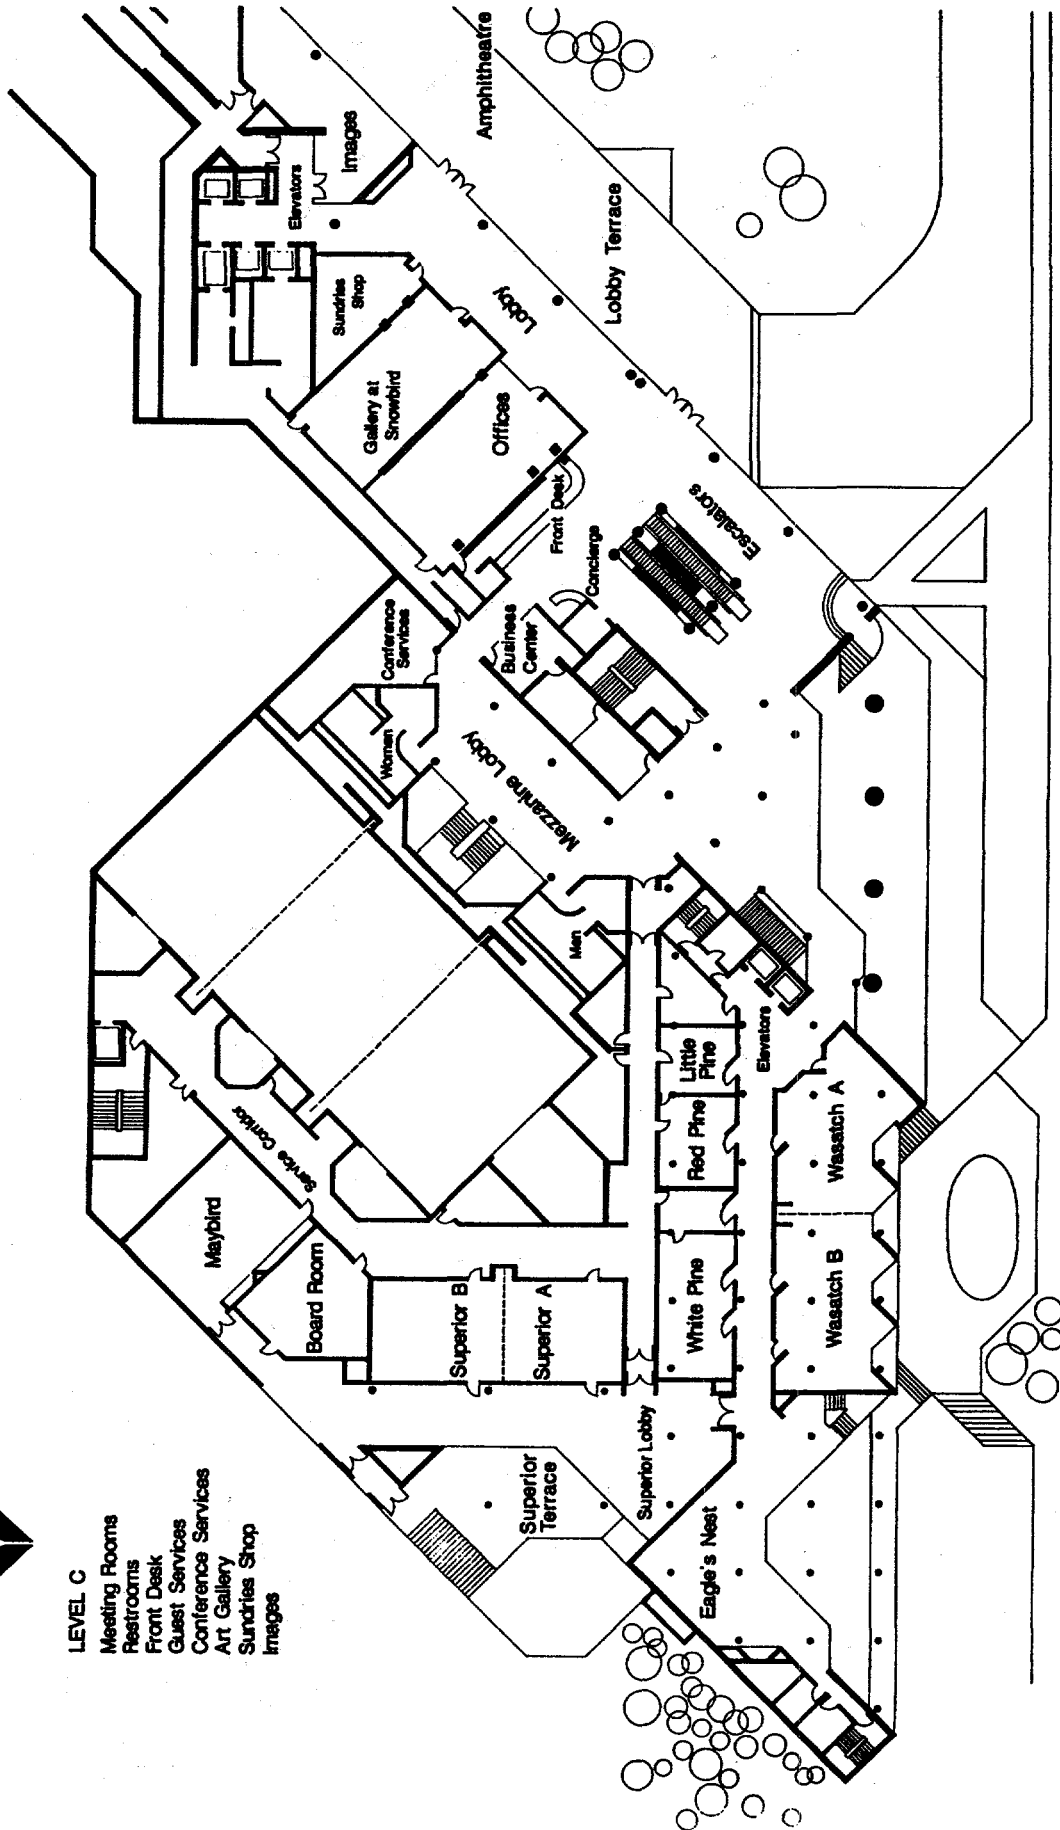 LEVEL C
Meeting Rooms
Restrooms
Front Desk
Guest Services
Conference Services
Art Gallery
Sundries Shop
Images
Maybird
Board Room
Service Corridor
Superior B
Superior A
Superior
Terrace
Superior Lobby
Eagle's Nest
White Pine
Red Pine
Little
Pine
Wasatch B
Wasatch A
Elevators
Men
Women
Mezzanine Lobby
Conference
Services
Business
Center
Concierge
Front Desk
Escalators
Offices
Gallery at
Snowbird
Sundries
Shop
Lobby
Elevators
Images
Lobby Terrace
Amphitheatre